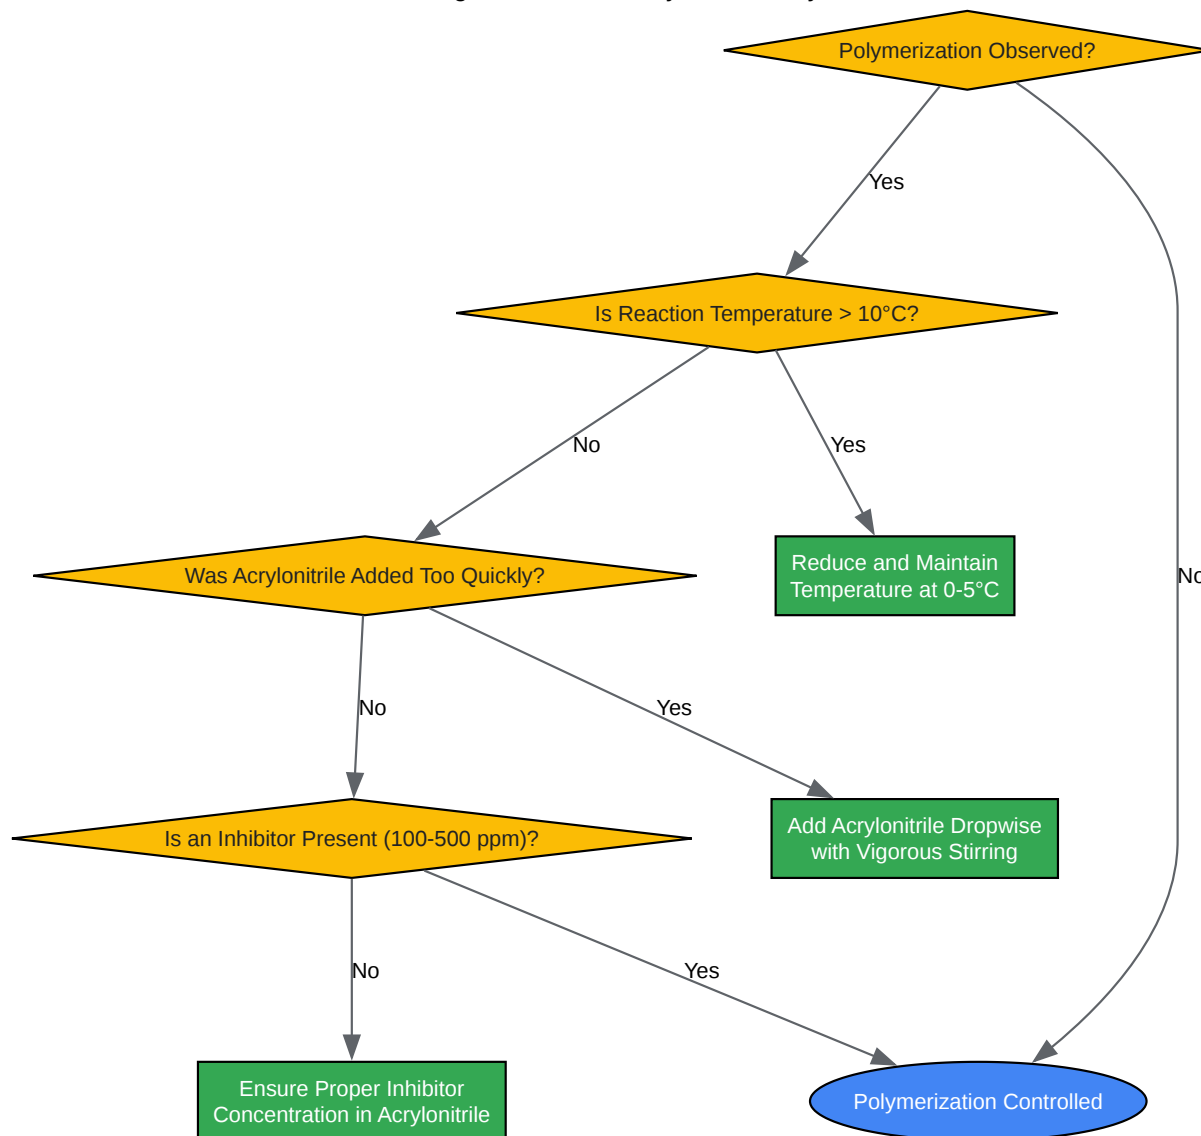 Polymerization Observed?
Yes
Is Reaction Temperature > 10°C?
No
Yes
Was Acrylonitrile Added Too Quickly?
Reduce and Maintain
Temperature at 0-5°C
No
No
Yes
Is an Inhibitor Present (100-500 ppm)?
Add Acrylonitrile Dropwise
with Vigorous Stirring
No
Yes
Ensure Proper Inhibitor
Concentration in Acrylonitrile
Polymerization Controlled